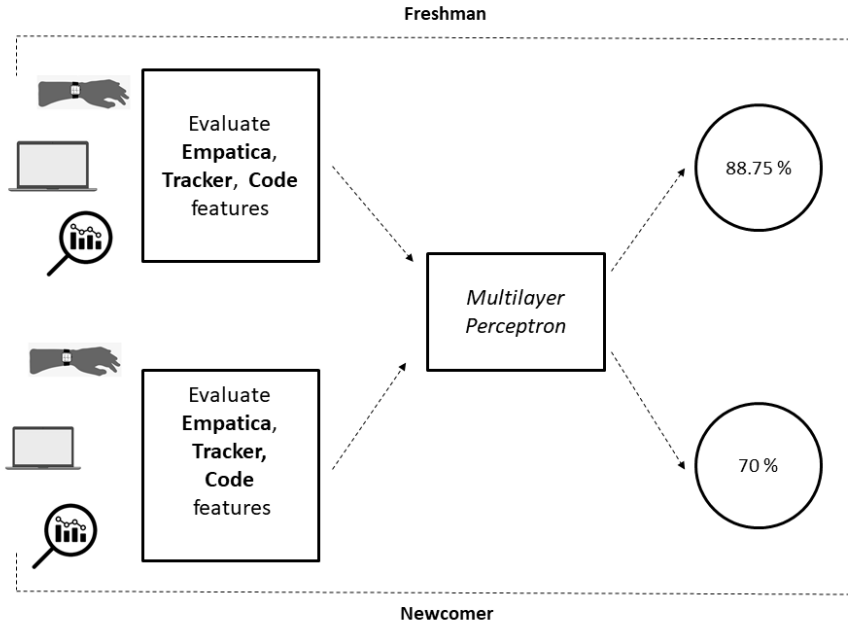 Freshman
Evaluate
Empatica,
Tracker, Code
features
88.75 %
Multilayer
Perceptron
Evaluate
Empatica,
Tracker,
Code
features
70 %
Newcomer